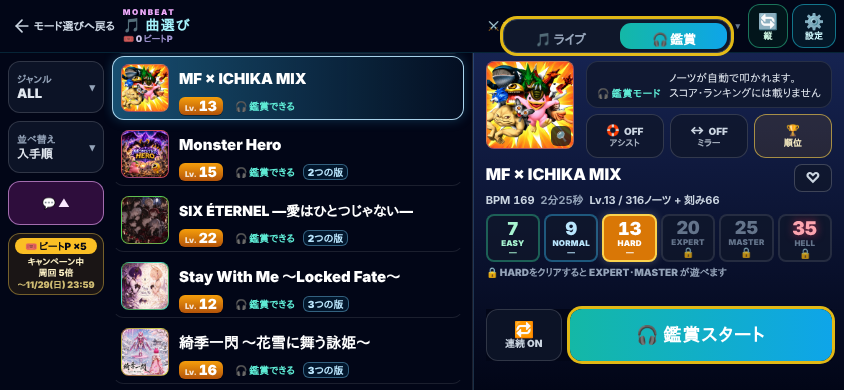 MONBEAT
← モード選びへ戻る
🎵 曲選び
🎟 0 ビートP
✕
🎵 ライブ
🎧 鑑賞
▼
🔄
縦
⚙️
設定
ジャンル
ALL
▼
並べ替え
入手順
▼
💬 ▲
🎟 ビートP ×5
キャンペーン中
周回 5倍
〜11/29(日) 23:59
MF × ICHIKA MIX
Lv. 13
🎧 鑑賞できる
MONSTER HERO
Monster Hero
Lv. 15
🎧 鑑賞できる
2つの版
SIX ÉTERNEL ―愛はひとつじゃない―
Lv. 22
🎧 鑑賞できる
2つの版
Stay With Me 〜Locked Fate〜
Lv. 12
🎧 鑑賞できる
3つの版
綺季一閃
綺季一閃 〜花雪に舞う詠姫〜
Lv. 16
🎧 鑑賞できる
3つの版
🔍
🎧 鑑賞モード
ノーツが自動で叩かれます。
スコア・ランキングには載りません
🛟 OFF
アシスト
↔ OFF
ミラー
🏆
順位
MF × ICHIKA MIX
♡
BPM 169 2分25秒 Lv.13 / 316ノーツ + 刻み66
7
EASY
—
9
NORMAL
—
13
HARD
—
20
EXPERT
🔒
25
MASTER
🔒
35
HELL
🔒
🔒 HARDをクリアすると EXPERT・MASTER が遊べます
🔁
連続 ON
🎧 鑑賞スタート